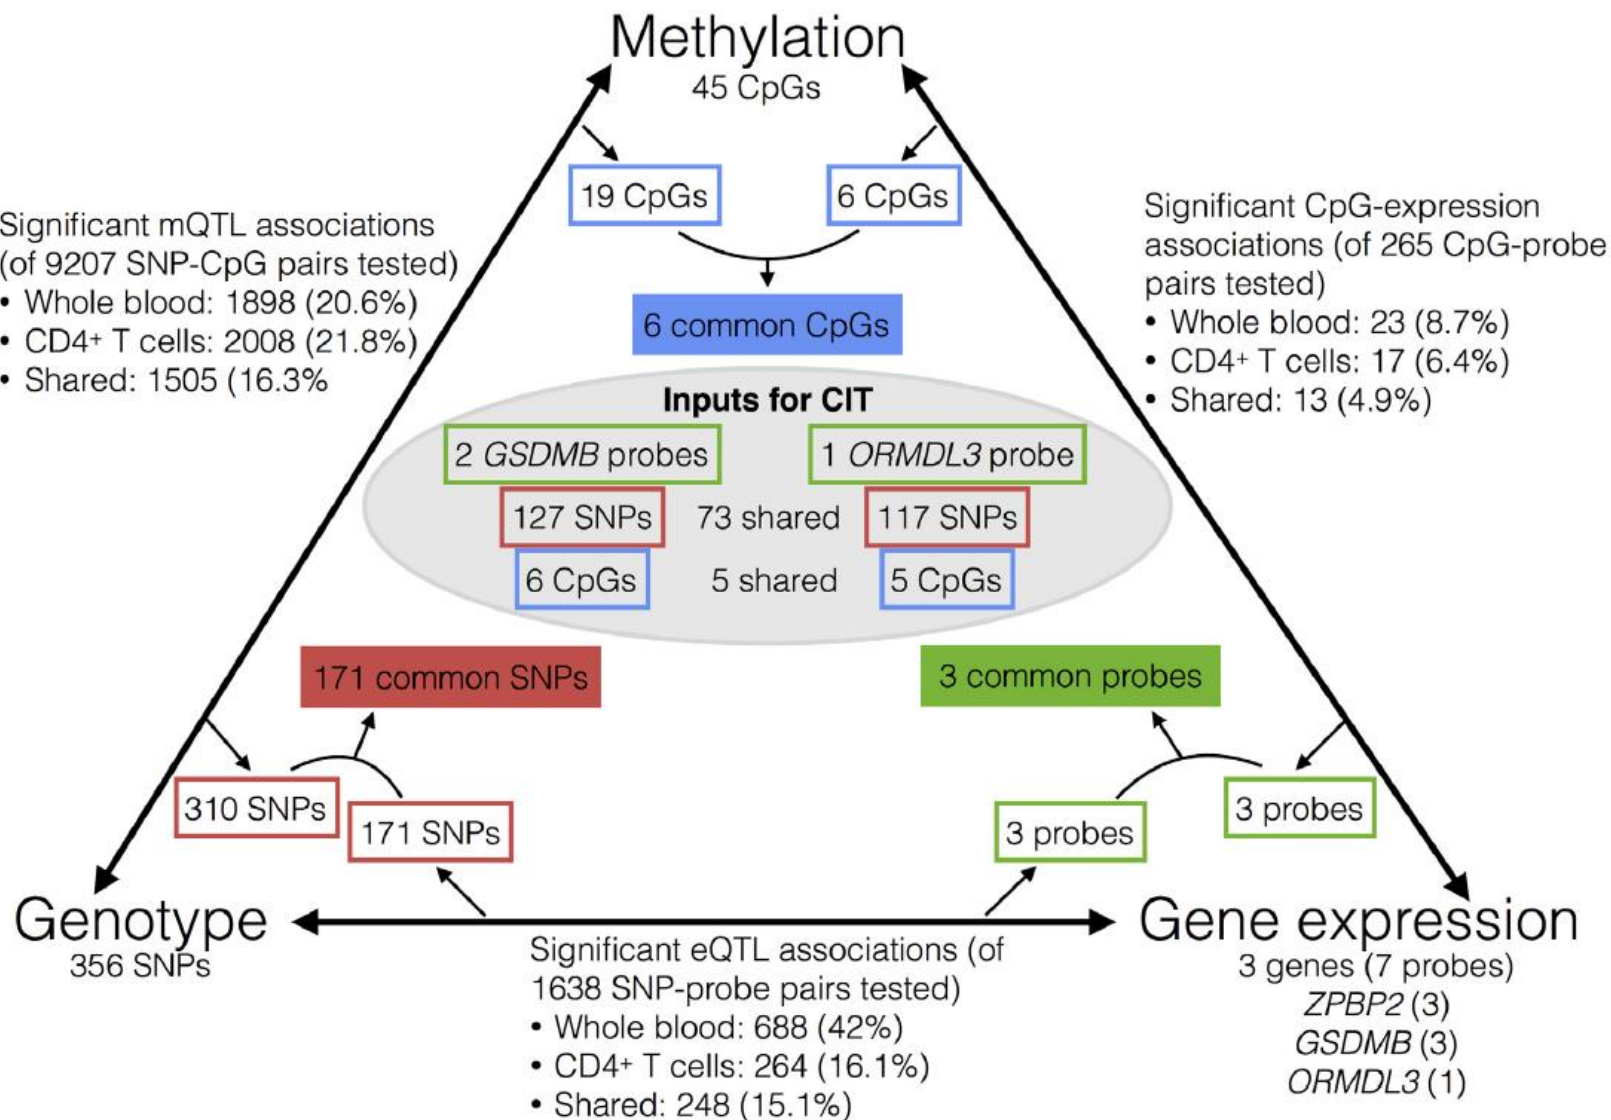 Methylation
45 CpGs
19 CpGs
6 CpGs
6 common CpGs
Significant mQTL associations
(of 9207 SNP-CpG pairs tested)
• Whole blood: 1898 (20.6%)
• CD4+ T cells: 2008 (21.8%)
• Shared: 1505 (16.3%
Significant CpG-expression
associations (of 265 CpG-probe
pairs tested)
• Whole blood: 23 (8.7%)
• CD4+ T cells: 17 (6.4%)
• Shared: 13 (4.9%)
Inputs for CIT
2 GSDMB probes
1 ORMDL3 probe
127 SNPs
73 shared
117 SNPs
6 CpGs
5 shared
5 CpGs
171 common SNPs
3 common probes
310 SNPs
171 SNPs
3 probes
3 probes
Genotype
356 SNPs
Significant eQTL associations (of
1638 SNP-probe pairs tested)
• Whole blood: 688 (42%)
• CD4+ T cells: 264 (16.1%)
• Shared: 248 (15.1%)
Gene expression
3 genes (7 probes)
ZPBP2 (3)
GSDMB (3)
ORMDL3 (1)